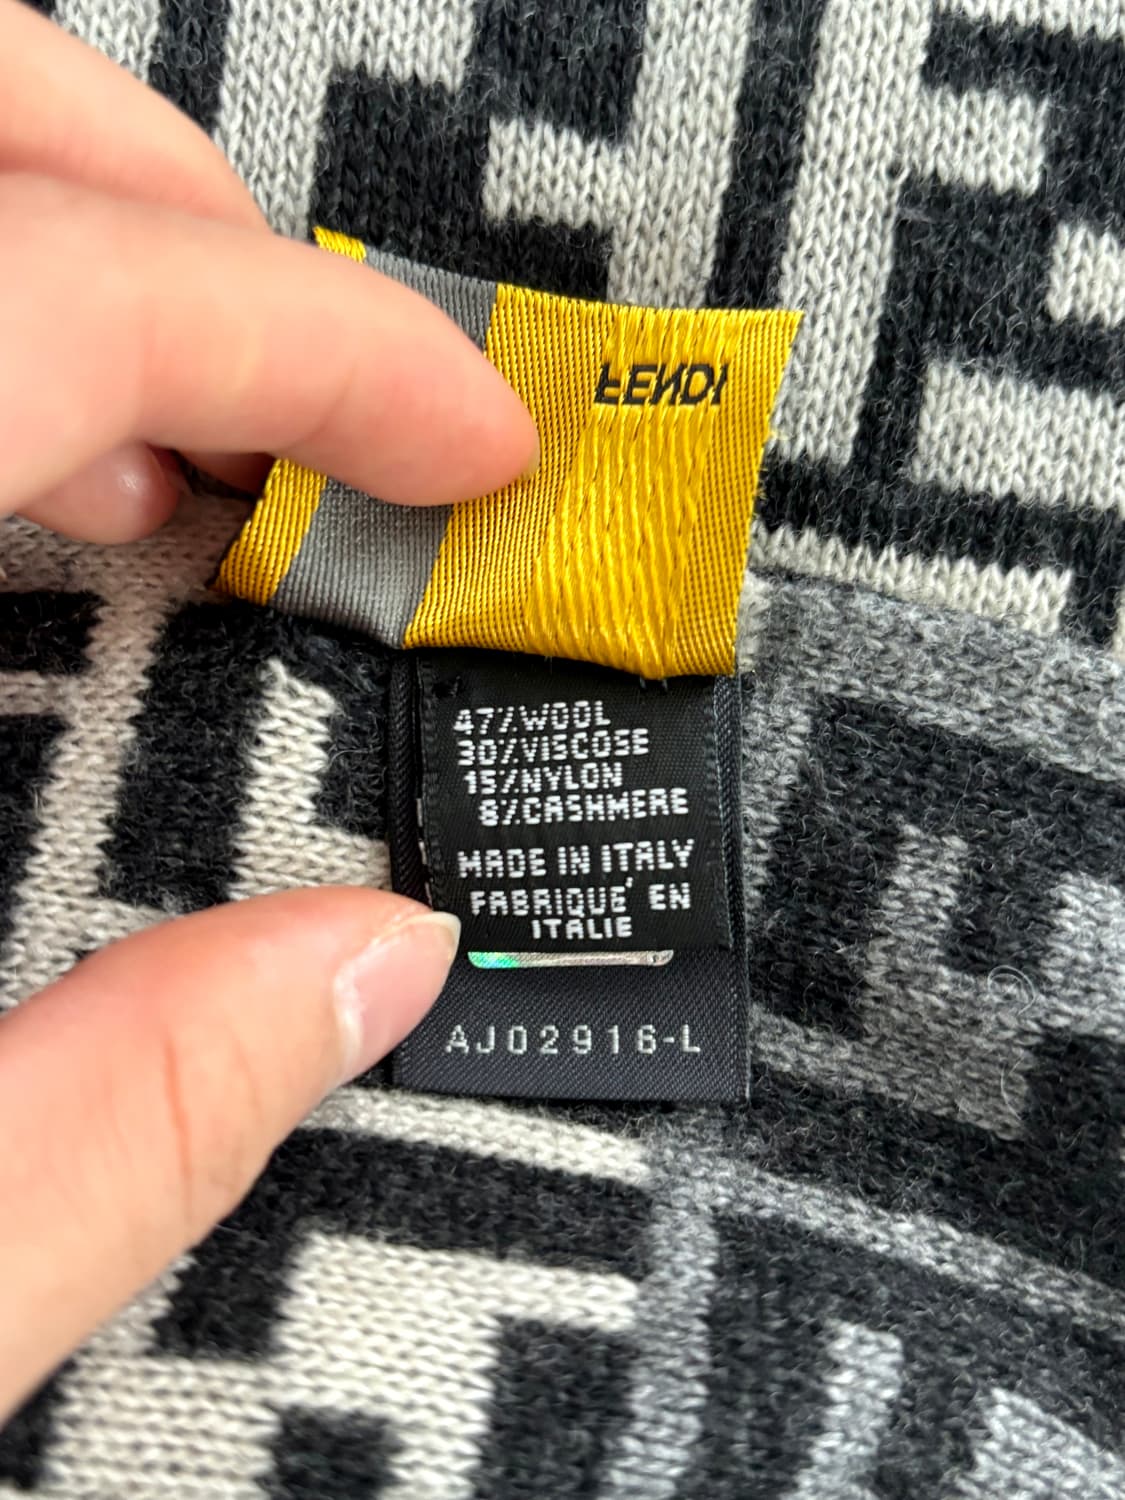 FENDI
47%WOOL
30%VISCOSE
15%NYLON
8%CASHMERE
MADE IN ITALY
FABRIQUE' EN
ITALIE
AJ02916-L